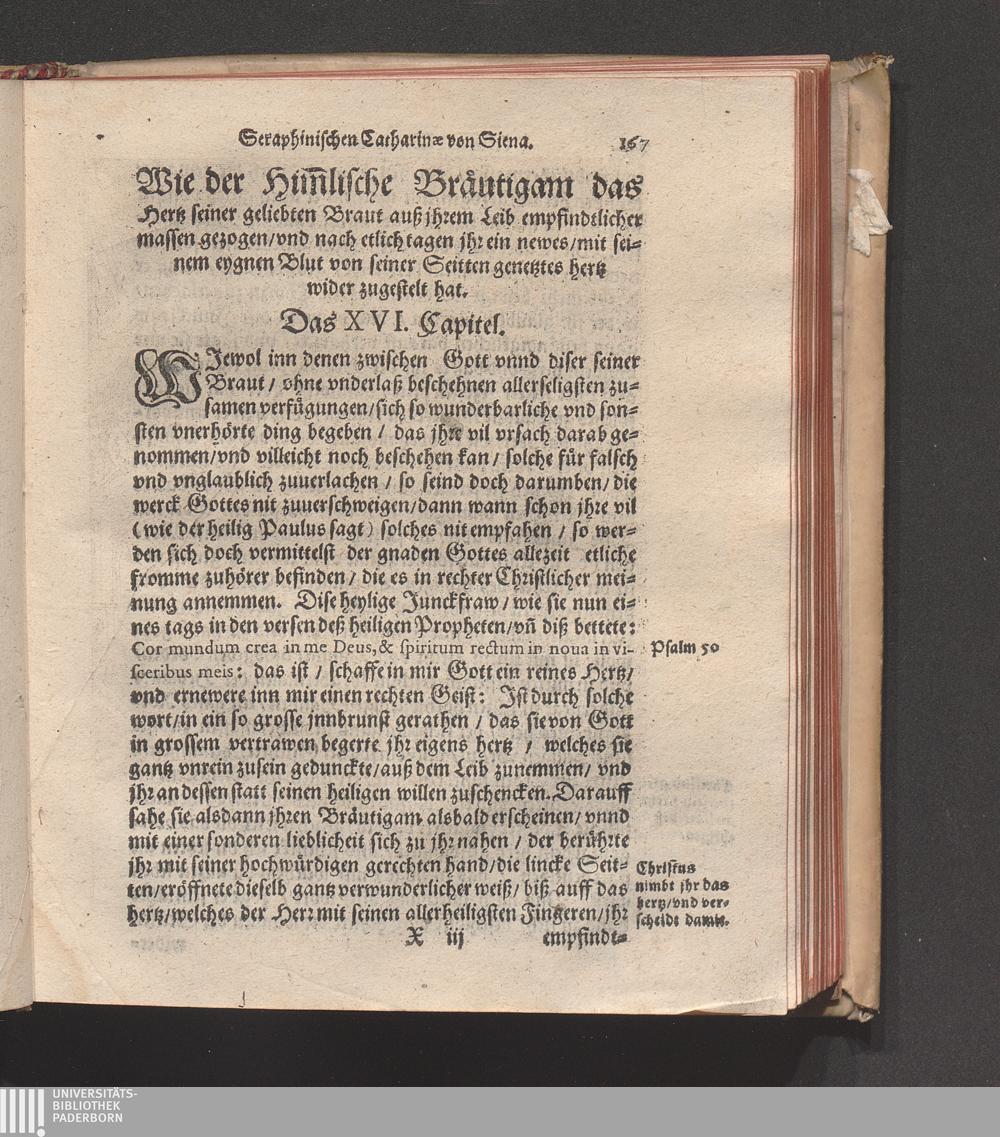 Seraphinischen Catharinæ von Siena. 167
Wie der Him̃lische Bräutigam das
Hertz seiner geliebten Braut auß jhrem Leib empfindtlicher
massen gezogen/vnd nach etlich tagen jhr ein newes/mit sei-
nem eygnen Blut von seiner Seitten genetztes hertz
wider zugestelt hat.
Das XVI. Capitel.
WJewol inn denen zwischen Gott vnnd diser seiner
Braut / ohne vnderlaß beschehnen allerseligsten zu-
samen verfügungen/sich so wunderbarliche vnd son-
sten vnerhörte ding begeben / das jhre vil vrsach darab ge-
nommen/vnd villeicht noch beschehen kan / solche für falsch
vnd vnglaublich zuuerlachen / so seind doch darumben/ die
werck Gottes nit zuuerschweigen/dann wann schon jhre vil
(wie der heilig Paulus sagt) solches nit empfahen / so wer-
den sich doch vermittelst der gnaden Gottes allezeit etliche
fromme zuhörer befinden / die es in rechter Christlicher mei-
nung annemmen. Dise heylige Junckfraw/ wie sie nun ei-
nes tags in den versen deß heiligen Propheten/vñ diß bettete:
Cor mundum crea in me Deus, & spiritum rectum in noua in vi- Psalm 50
sceribus meis: das ist / schaffe in mir Gott ein reines Hertz/
vnd ernewere inn mir einen rechten Geist: Jst durch solche
wort/in ein so grosse jnnbrunst gerathen / das sie von Gott
in grossem vertrawen begerte jhr eigens hertz / welches sie
gantz vnrein zusein gedunckte/auß dem Leib zunemmen/ vnd
jhr an dessen statt seinen heiligen willen zuschencken. Darauff
sahe sie alsdann jhren Bräutigam alsbald erscheinen/ vnnd
mit einer sonderen lieblicheit sich zu jhr nahen / der berührte
jhr mit seiner hochwürdigen gerechten hand/die lincke Seit-
ten/eröffnete dieselb gantz verwunderlicher weiß/ biß auff das
hertz/welches der Herr mit seinen allerheiligsten Fingeren/jhr
Christus
nimbt jhr das
hertz/vnd ver-
scheidt damit.
X iij empfindt-
UNIVERSITÄTS-
BIBLIOTHEK
PADERBORN